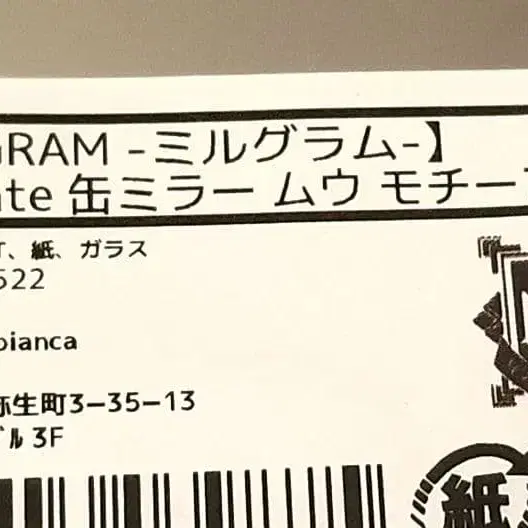 GRAM -ミルグラム-】
ate 缶ミラー ムウ モチー
T、紙、ガラス
522
bianca
弥生町3-35-13
ビル 3F
紙